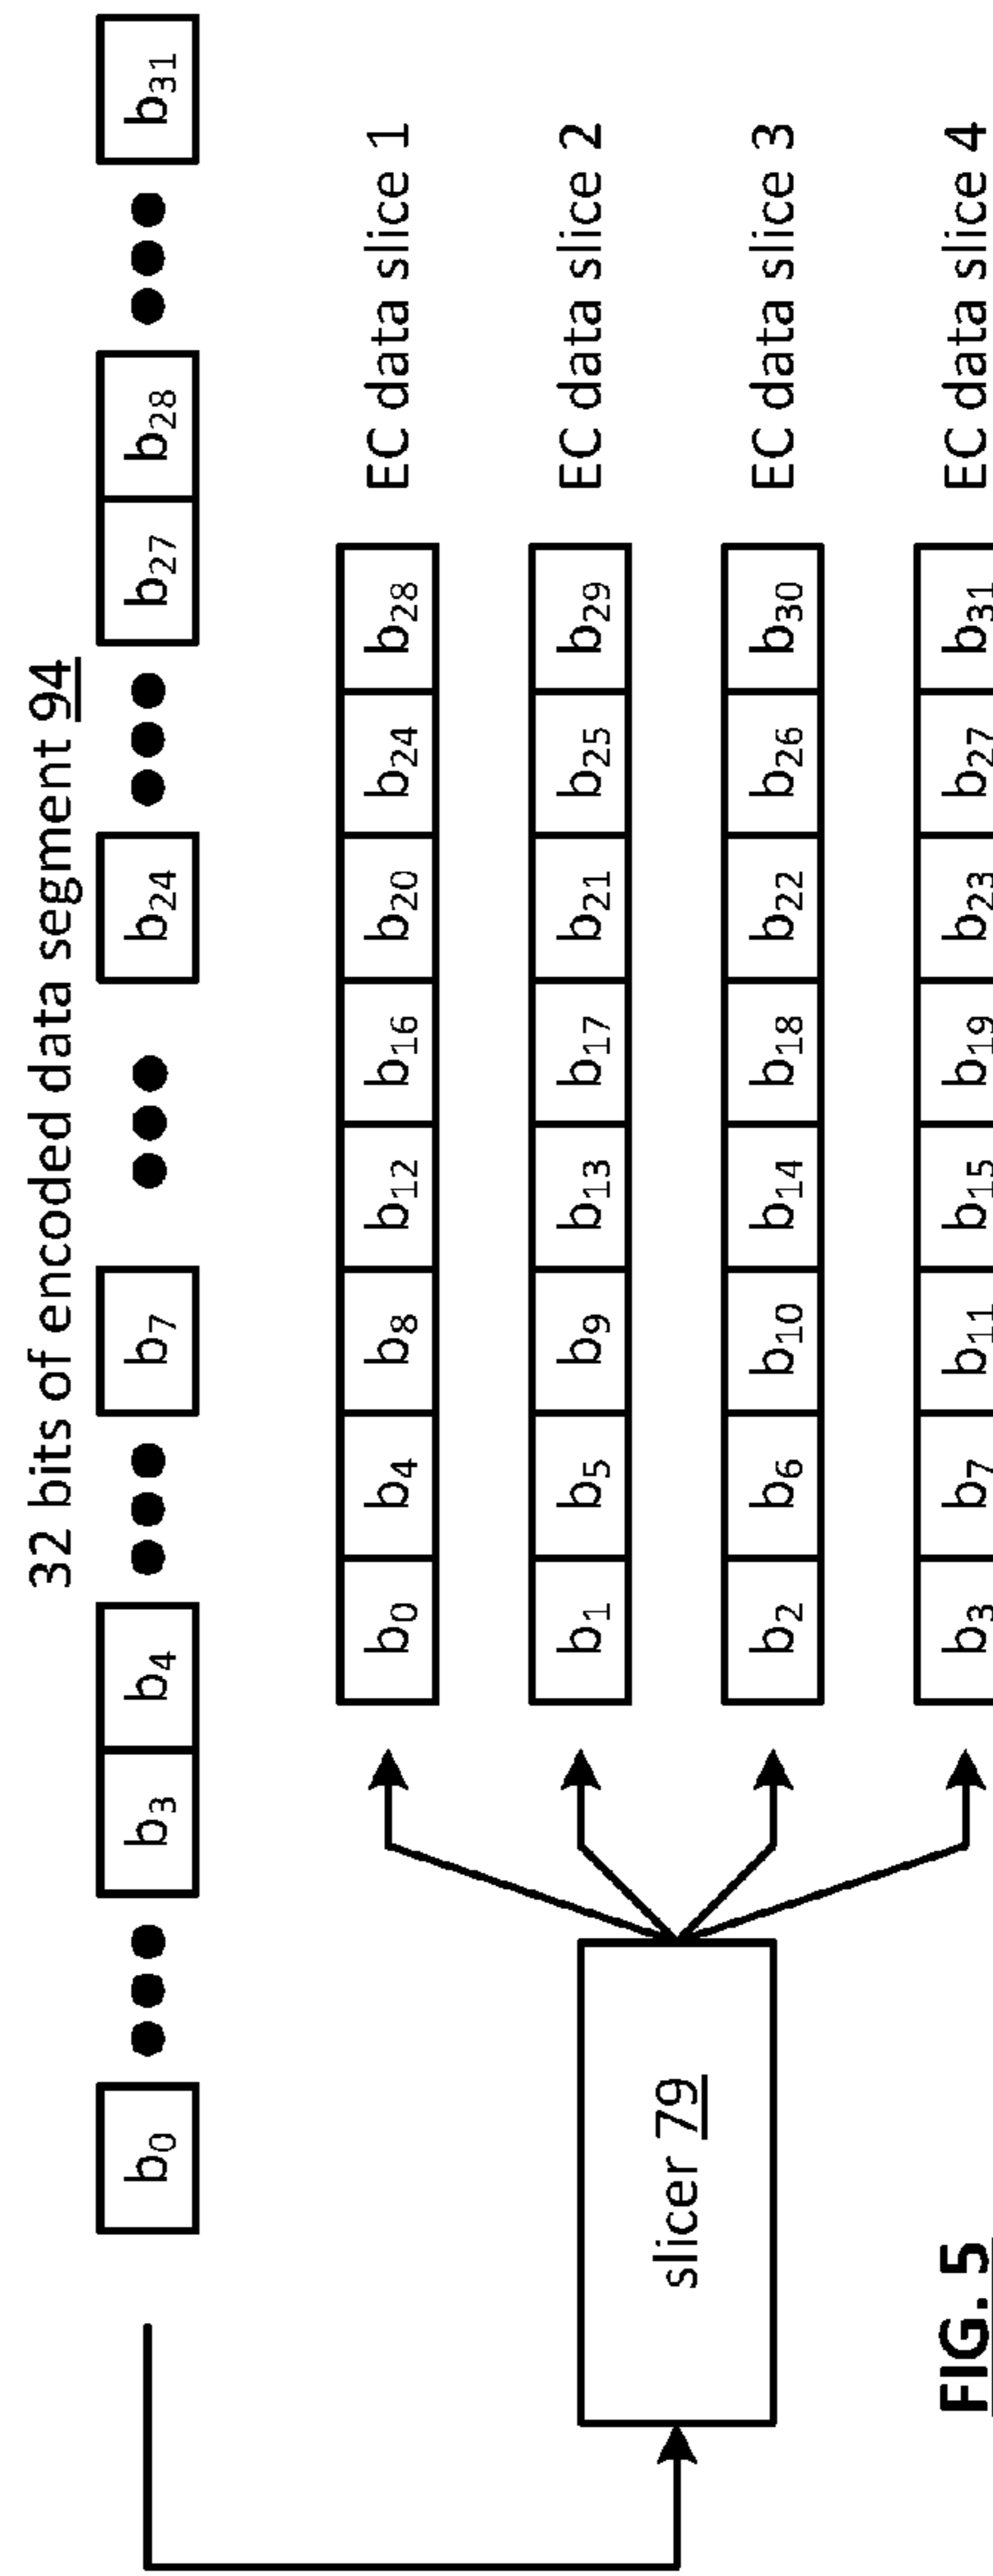 32 bits of encoded data segment 94
b0 b3 b4 b7 b24 b27 b28 b31
b0 b4 b8 b12 b16 b20 b24 b28 EC data slice 1
b1 b5 b9 b13 b17 b21 b25 b29 EC data slice 2
slicer 79
b2 b6 b10 b14 b18 b22 b26 b30 EC data slice 3
b3 b7 b11 b15 b19 b23 b27 b31 EC data slice 4
FIG. 5